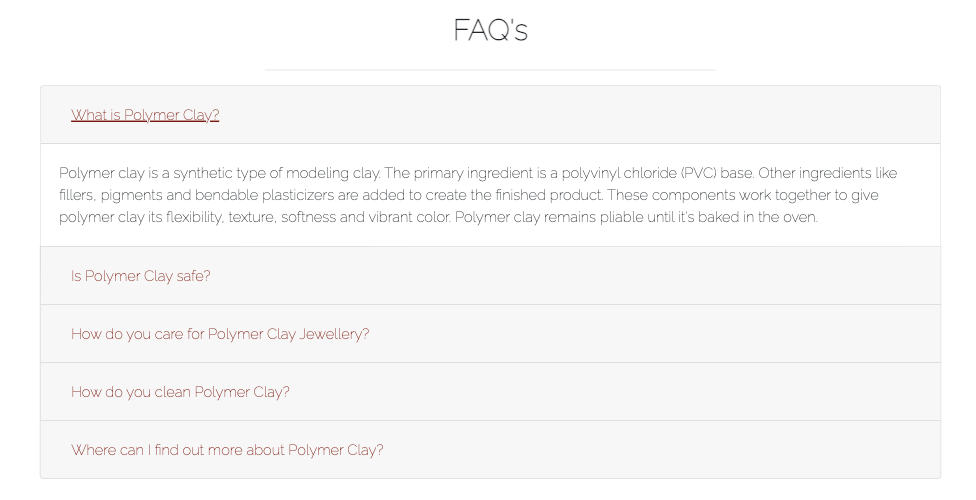 FAQ's
What is Polymer Clay?
Polymer clay is a synthetic type of modeling clay. The primary ingredient is a polyvinyl chloride (PVC) base. Other ingredients like
fillers, pigments and bendable plasticizers are added to create the finished product. These components work together to give
polymer clay its flexibility, texture, softness and vibrant color. Polymer clay remains pliable until it's baked in the oven.
Is Polymer Clay safe?
How do you care for Polymer Clay Jewellery?
How do you clean Polymer Clay?
Where can I find out more about Polymer Clay?